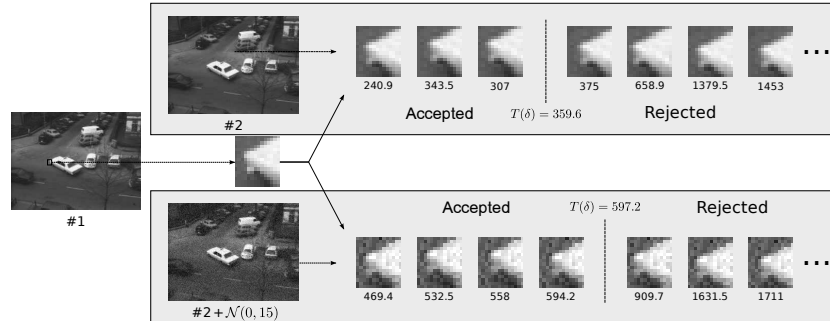 240.9 343.5 307 375 658.9 1379.5 1453 ...
Accepted T(δ) = 359.6 Rejected
#2
#1
Accepted T(δ) = 597.2 Rejected
469.4 532.5 558 594.2 909.7 1631.5 1711 ...
#2 + N(0, 15)